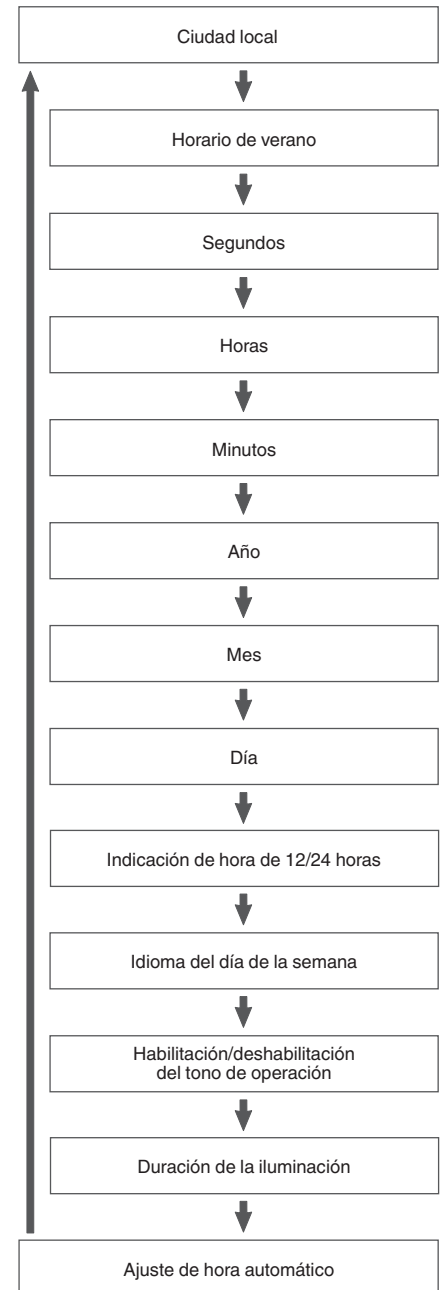 Ciudad local
Horario de verano
Segundos
Horas
Minutos
Año
Mes
Día
Indicación de hora de 12/24 horas
Idioma del día de la semana
Habilitación/deshabilitación
del tono de operación
Duración de la iluminación
Ajuste de hora automático